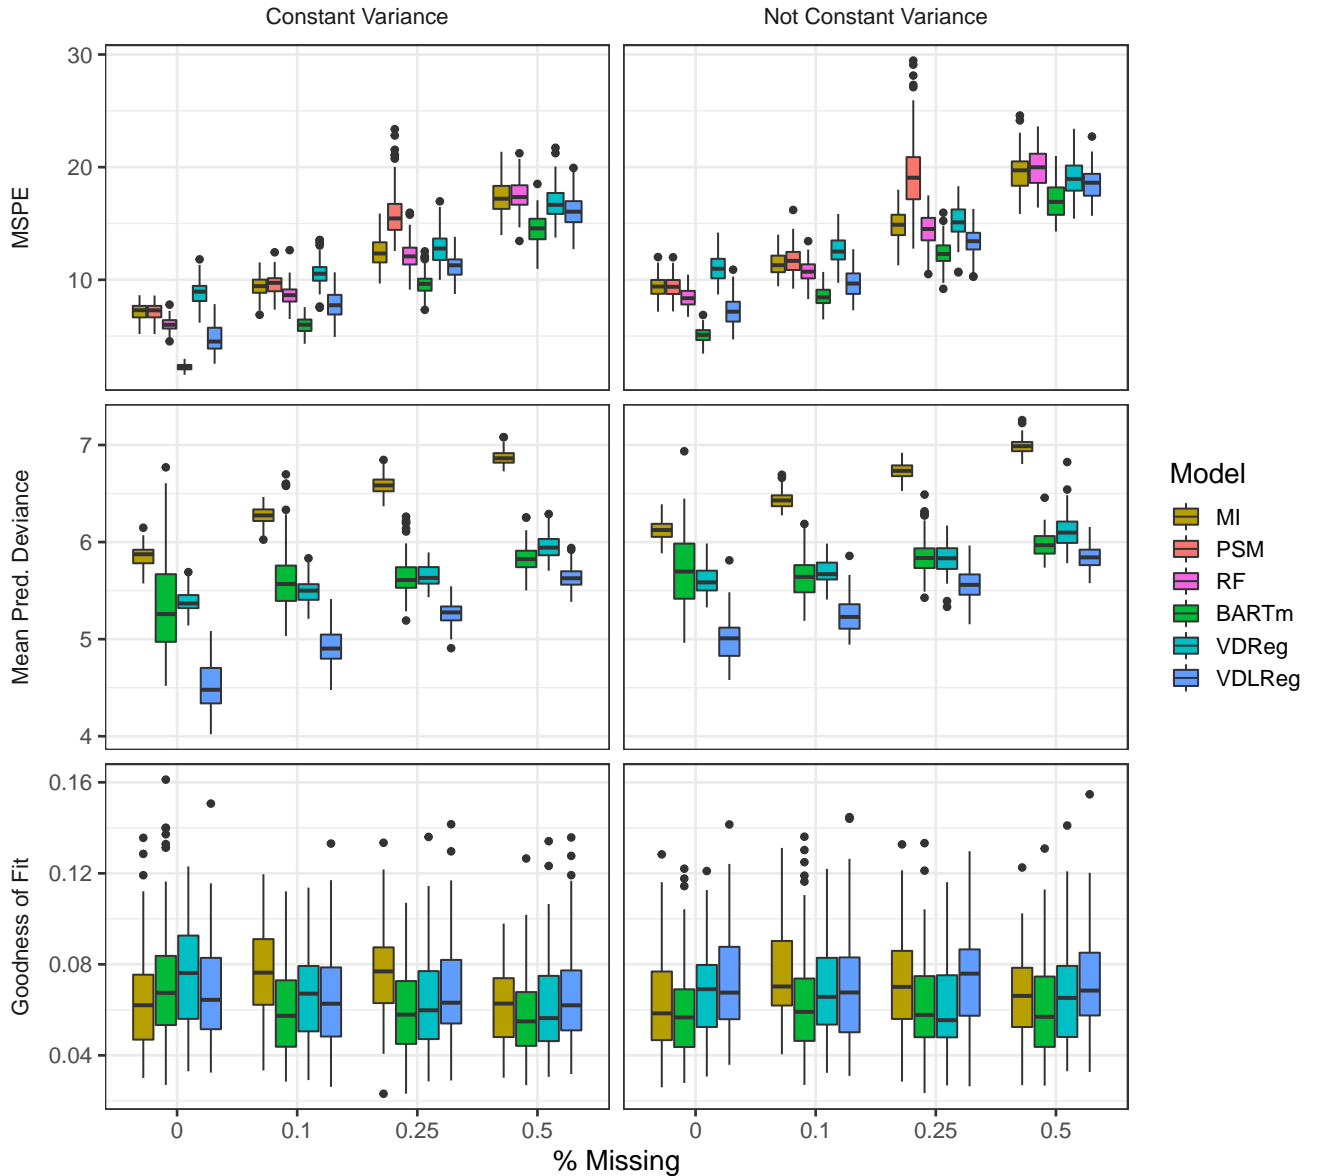 Constant Variance
Not Constant Variance
MSPE
30
20
10
Mean Pred. Deviance
7
6
5
4
Goodness of Fit
0.16
0.12
0.08
0.04
0
0.1
0.25
0.5
0
0.1
0.25
0.5
% Missing
Model
MI
PSM
RF
BARTm
VDReg
VDLReg